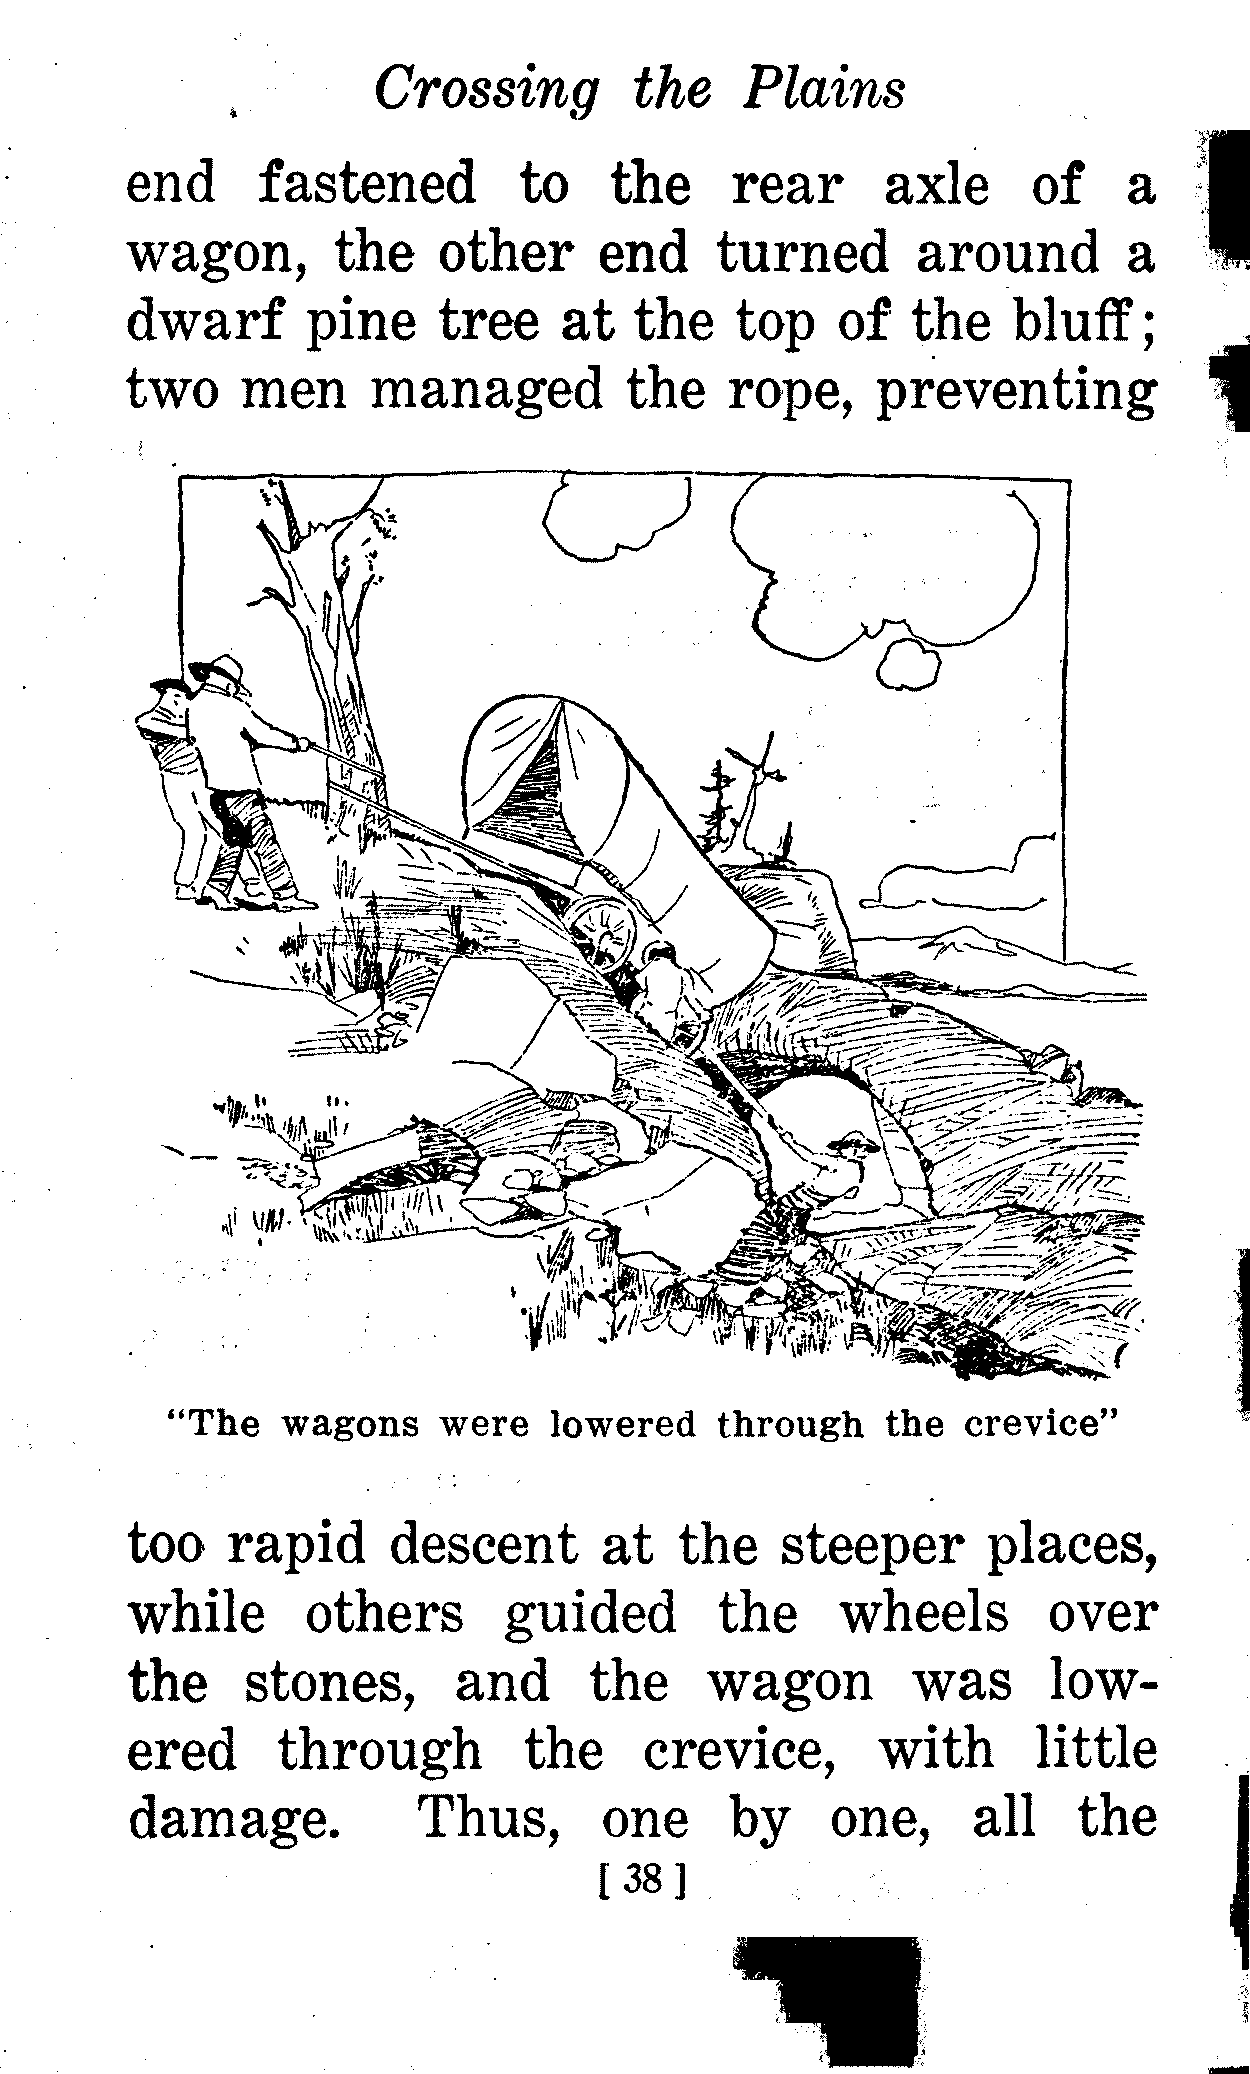 Crossing the Plains
end fastened to the rear axle of a
wagon, the other end turned around a
dwarf pine tree at the top of the bluff;
two men managed the rope, preventing
"The wagons were lowered through the crevice"
too rapid descent at the steeper places,
while others guided the wheels over
the stones, and the wagon was low-
ered through the crevice, with little
damage. Thus, one by one, all the
[ 38 ]